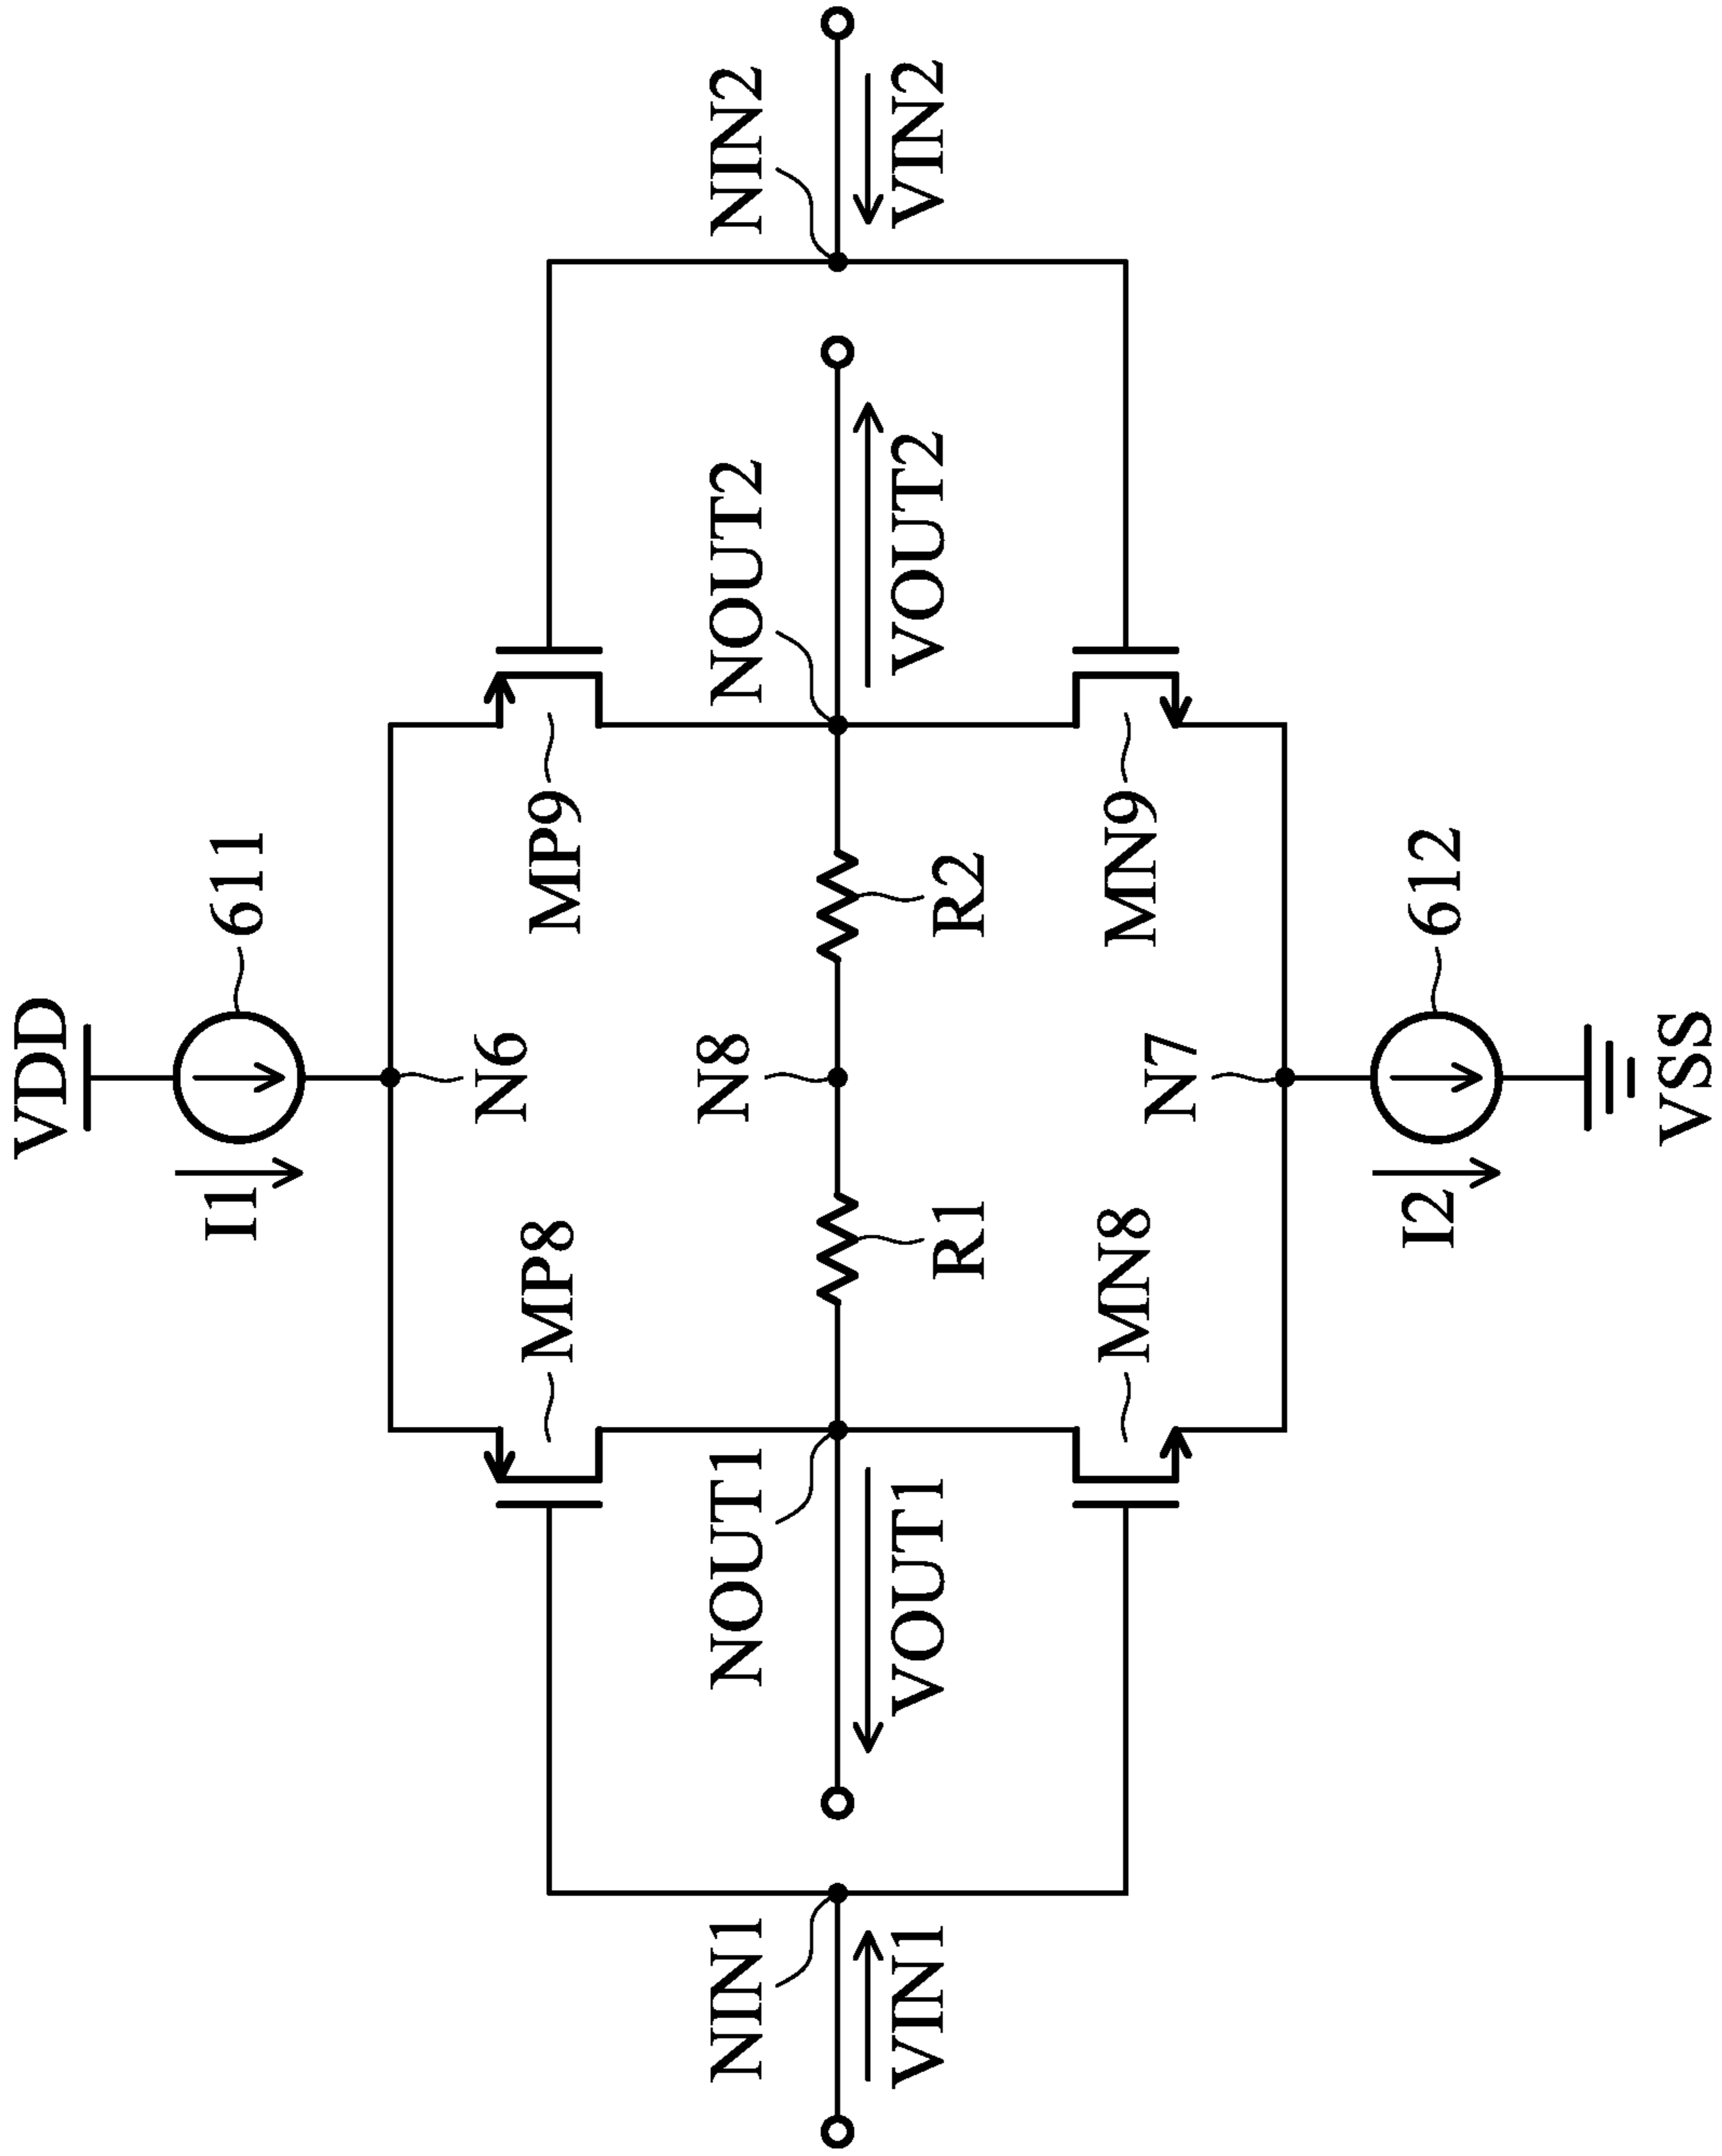 VDD
I1
611
N6
MP8
MP9
NIN1
NOUT1
N8
NOUT2
NIN2
VIN1
VOUT1
VOUT2
VIN2
R1
R2
MN8
MN9
N7
I2
612
VSS